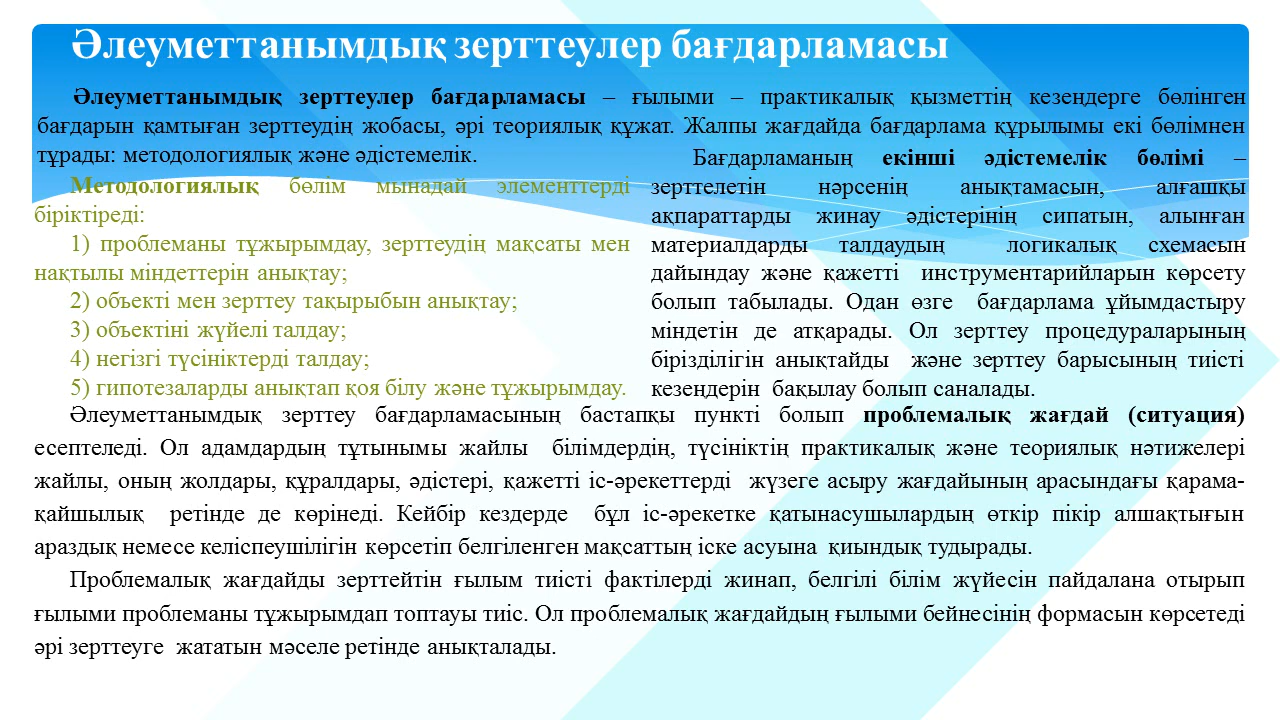 Әлеуметтанымдық зерттеулер бағдарламасы
Әлеуметтанымдық зерттеулер бағдарламасы – ғылыми – практикалық қызметтің кезеңдерге бөлінген
бағдарын қамтыған зерттеудің жобасы, әрі теориялық құжат. Жалпы жағдайда бағдарлама құрылымы екі бөлімнен
тұрады: методологиялық және әдістемелік.
Методологиялық бөлім мынадай элементтерді
біріктіреді:
1) проблеманы тұжырымдау, зерттеудің мақсаты мен
нақтылы міндеттерін анықтау;
2) объекті мен зерттеу тақырыбын анықтау;
3) объектіні жүйелі талдау;
4) негізгі түсініктерді талдау;
5) гипотезаларды анықтап қоя білу және тұжырымдау.
Бағдарламаның екінші әдістемелік бөлімі –
зерттелетін нәрсенің анықтамасын, алғашқы
ақпараттарды жинау әдістерінің сипатын, алынған
материалдарды талдаудың логикалық схемасын
дайындау және қажетті инструментарийларын көрсету
болып табылады. Одан өзге бағдарлама ұйымдастыру
міндетін де атқарады. Ол зерттеу процедураларының
бірізділігін анықтайды және зерттеу барысының тиісті
кезеңдерін бақылау болып саналады.
Әлеуметтанымдық зерттеу бағдарламасының бастапқы пункті болып проблемалық жағдай (ситуация)
есептеледі. Ол адамдардың тұтынымы жайлы білімдердің, түсініктің практикалық және теориялық нәтижелері
жайлы, оның жолдары, құралдары, әдістері, қажетті іс-әрекеттерді жүзеге асыру жағдайының арасындағы қарама-
қайшылық ретінде де көрінеді. Кейбір кездерде бұл іс-әрекетке қатынасушылардың өткір пікір алшақтығын
араздық немесе келіспеушілігін көрсетіп белгіленген мақсаттың іске асуына қиындық тудырады.
Проблемалық жағдайды зерттейтін ғылым тиісті фактілерді жинап, белгілі білім жүйесін пайдалана отырып
ғылыми проблеманы тұжырымдап топтауы тиіс. Ол проблемалық жағдайдың ғылыми бейнесінің формасын көрсетеді
әрі зерттеуге жататын мәселе ретінде анықталады.